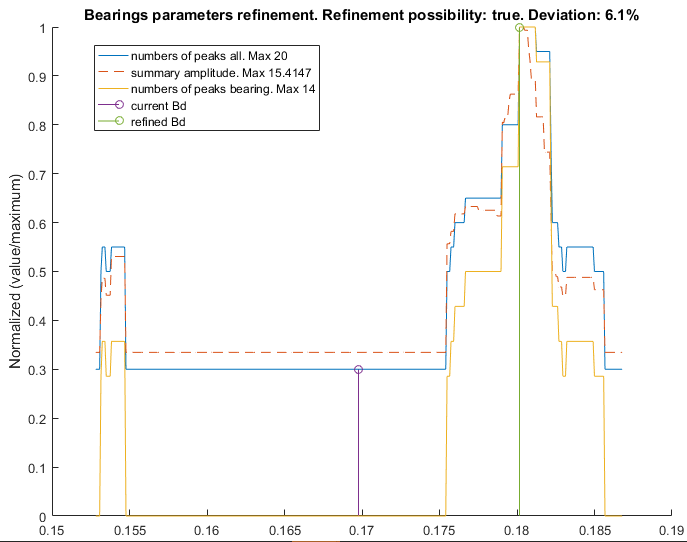 Bearings parameters refinement. Refinement possibility: true. Deviation: 6.1%
numbers of peaks all. Max 20
summary amplitude. Max 15.4147
numbers of peaks bearing. Max 14
current Bd
refined Bd
Normalized (value/maximum)
1
0.9
0.8
0.7
0.6
0.5
0.4
0.3
0.2
0.1
0
0.15
0.155
0.16
0.165
0.17
0.175
0.18
0.185
0.19